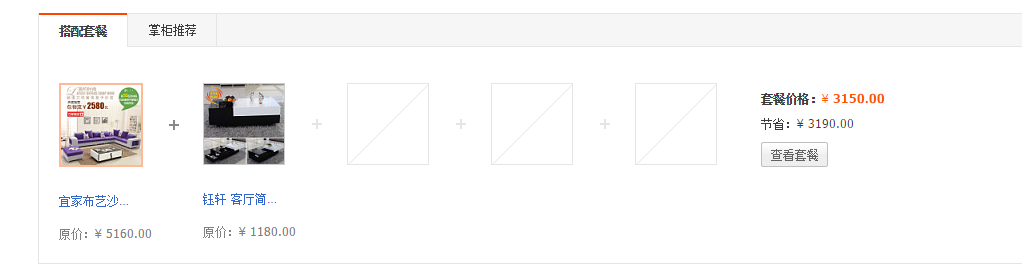 搭配套餐
掌柜推荐
2580
宜家布艺沙...
原价：¥ 5160.00
+
钰轩 客厅简...
原价：¥ 1180.00
+
+
+
套餐价格：¥ 3150.00
节省：¥ 3190.00
查看套餐